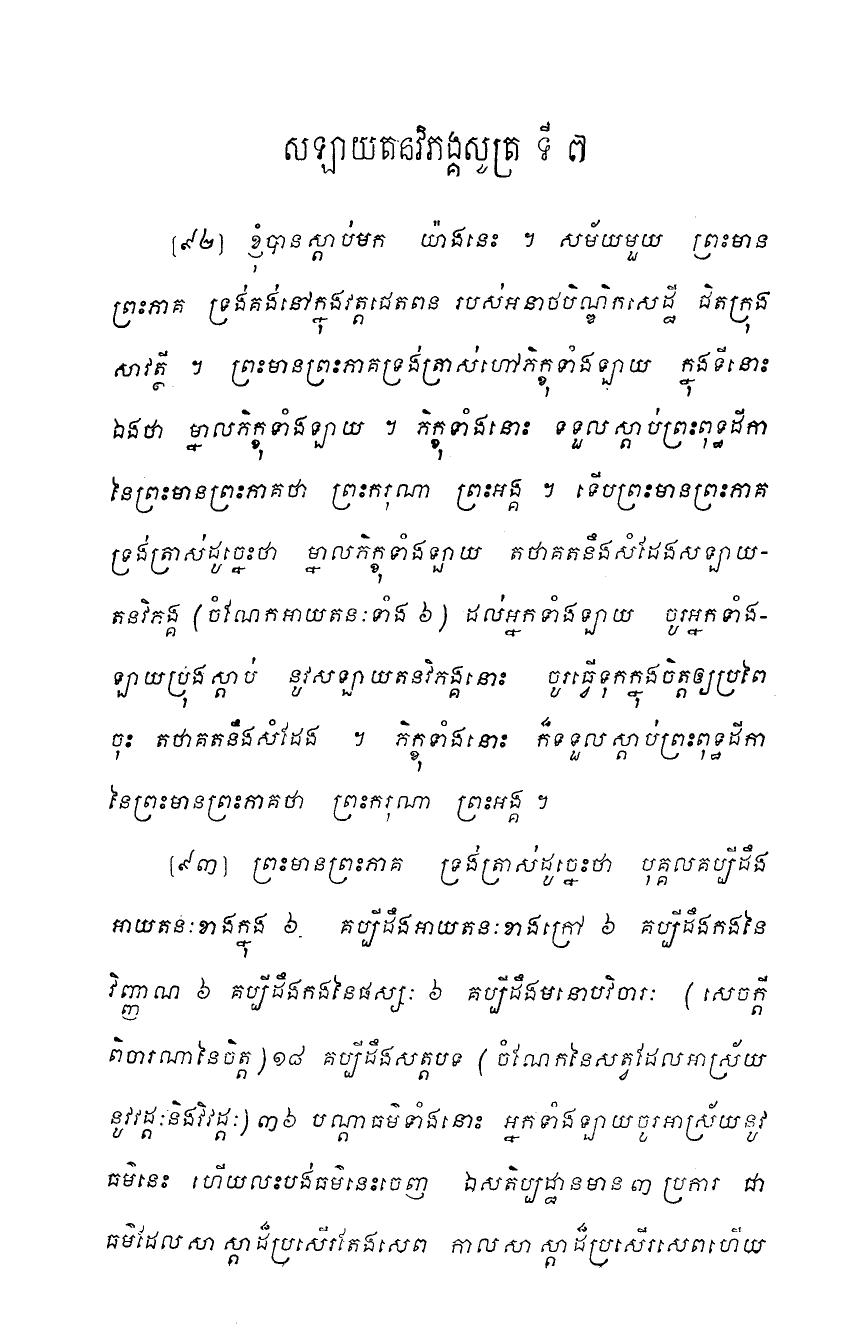 សឡាយតនវិភង្គសូត្រ ទី ៧
[៩២] ខ្ញុំបានស្តាប់មក យ៉ាងនេះ ។ សម័យមួយ ព្រះមាន
ព្រះភាគ ទ្រង់គង់នៅក្នុងវត្តជេតពន របស់អនាថបិណ្ឌិកសេដ្ឋី ជិតក្រុង
សាវត្ថី ។ ព្រះមានព្រះភាគទ្រង់ត្រាស់ហៅភិក្ខុទាំងឡាយ ក្នុងទីនោះ
ឯងថា ម្នាលភិក្ខុទាំងឡាយ ។ ភិក្ខុទាំងនោះ ទទួលស្តាប់ព្រះពុទ្ធដីកា
នៃព្រះមានព្រះភាគថា ព្រះករុណា ព្រះអង្គ ។ ទើបព្រះមានព្រះភាគ
ទ្រង់ត្រាស់ដូច្នេះថា ម្នាលភិក្ខុទាំងឡាយ តថាគតនឹងសំដែងសឡាយ-
តនវិភង្គ (ចំណែកអាយតនៈទាំង ៦) ដល់អ្នកទាំងឡាយ ចូរអ្នកទាំង-
ឡាយប្រុងស្តាប់ នូវសឡាយតនវិភង្គនោះ ចូរធ្វើទុកក្នុងចិត្តឲ្យប្រពៃ
ចុះ តថាគតនឹងសំដែង ។ ភិក្ខុទាំងនោះ ក៏ទទួលស្តាប់ព្រះពុទ្ធដីកា
នៃព្រះមានព្រះភាគថា ព្រះករុណា ព្រះអង្គ ។
[៩៣] ព្រះមានព្រះភាគ ទ្រង់ត្រាស់ដូច្នេះថា បុគ្គលគប្បីដឹង
អាយតនៈខាងក្នុង ៦ គប្បីដឹងអាយតនៈខាងក្រៅ ៦ គប្បីដឹងកងនៃ
វិញ្ញាណ ៦ គប្បីដឹងកងនៃផស្សៈ ៦ គប្បីដឹងមនោបវិចារៈ (សេចក្តី
ពិចារណានៃចិត្ត) ១៨ គប្បីដឹងសត្តបទ (ចំណែកនៃសត្វដែលអាស្រ័យ
នូវវដ្តៈនិងវិវដ្តៈ) ៣៦ បណ្តាធម៌ទាំងនោះ អ្នកទាំងឡាយចូរអាស្រ័យនូវ
ធម៌នេះ ហើយលះបង់ធម៌នេះចេញ ឯសតិប្បដ្ឋានមាន ៣ ប្រការ ជា
ធម៌ដែលសាស្តាដ៏ប្រសើរតែងសេព កាលសាស្តាដ៏ប្រសើរសេពហើយ